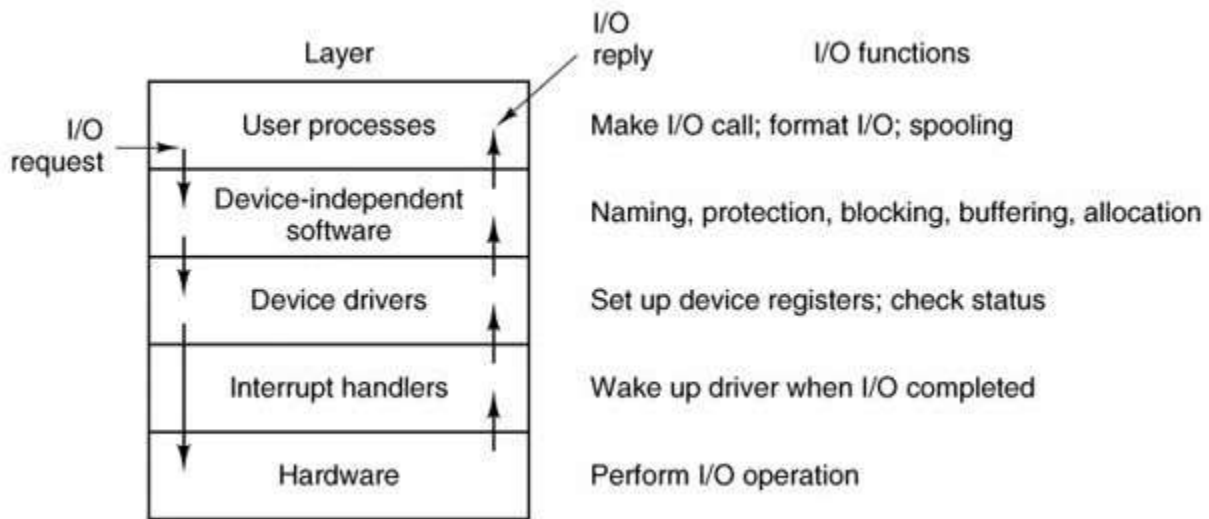 Layer
I/O
reply
I/O functions
I/O
request
User processes
Make I/O call; format I/O; spooling
Device-independent
software
Naming, protection, blocking, buffering, allocation
Device drivers
Set up device registers; check status
Interrupt handlers
Wake up driver when I/O completed
Hardware
Perform I/O operation